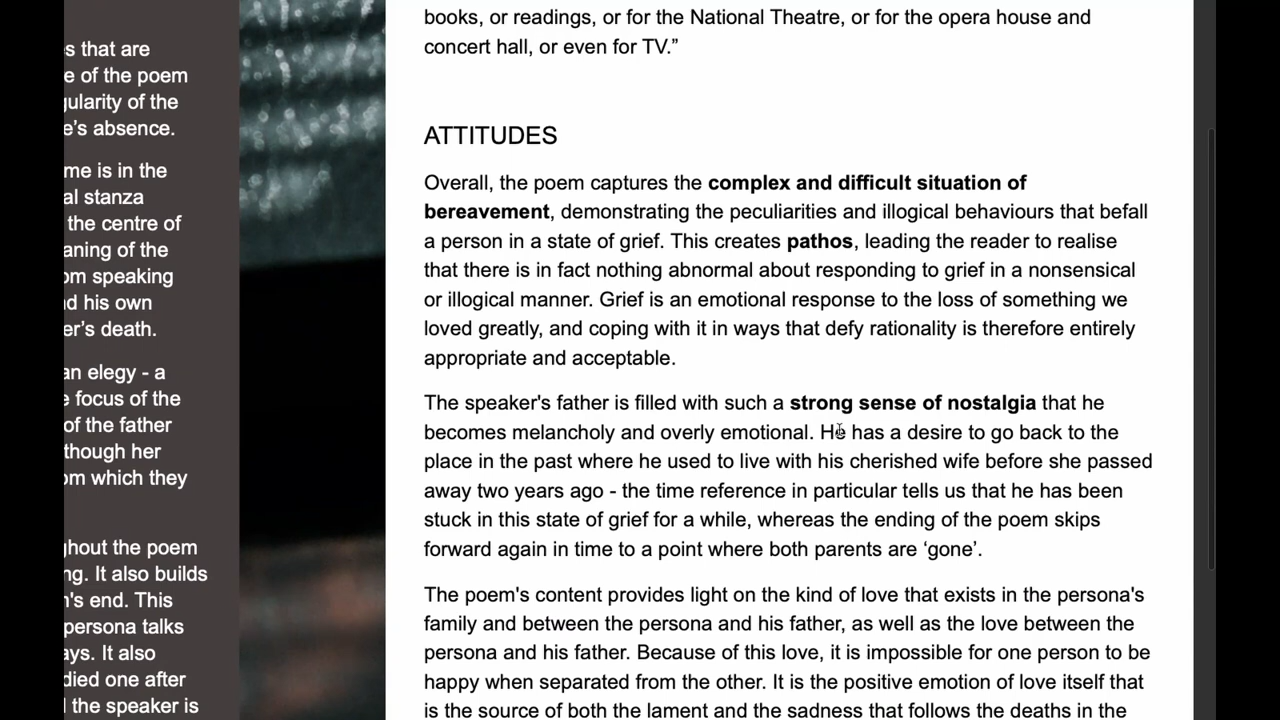 s that are
e of the poem
gularity of the
e's absence.
me is in the
al stanza
the centre of
eaning of the
om speaking
nd his own
er's death.
an elegy - a
e focus of the
of the father
though her
om which they
ghout the poem
ng. It also builds
n's end. This
persona talks
ays. It also
died one after
the speaker is
books, or readings, or for the National Theatre, or for the opera house and
concert hall, or even for TV.”
ATTITUDES
Overall, the poem captures the complex and difficult situation of
bereavement, demonstrating the peculiarities and illogical behaviours that befall
a person in a state of grief. This creates pathos, leading the reader to realise
that there is in fact nothing abnormal about responding to grief in a nonsensical
or illogical manner. Grief is an emotional response to the loss of something we
loved greatly, and coping with it in ways that defy rationality is therefore entirely
appropriate and acceptable.
The speaker's father is filled with such a strong sense of nostalgia that he
becomes melancholy and overly emotional. He has a desire to go back to the
place in the past where he used to live with his cherished wife before she passed
away two years ago - the time reference in particular tells us that he has been
stuck in this state of grief for a while, whereas the ending of the poem skips
forward again in time to a point where both parents are ‘gone’.
The poem's content provides light on the kind of love that exists in the persona's
family and between the persona and his father, as well as the love between the
persona and his father. Because of this love, it is impossible for one person to be
happy when separated from the other. It is the positive emotion of love itself that
is the source of both the lament and the sadness that follows the deaths in the